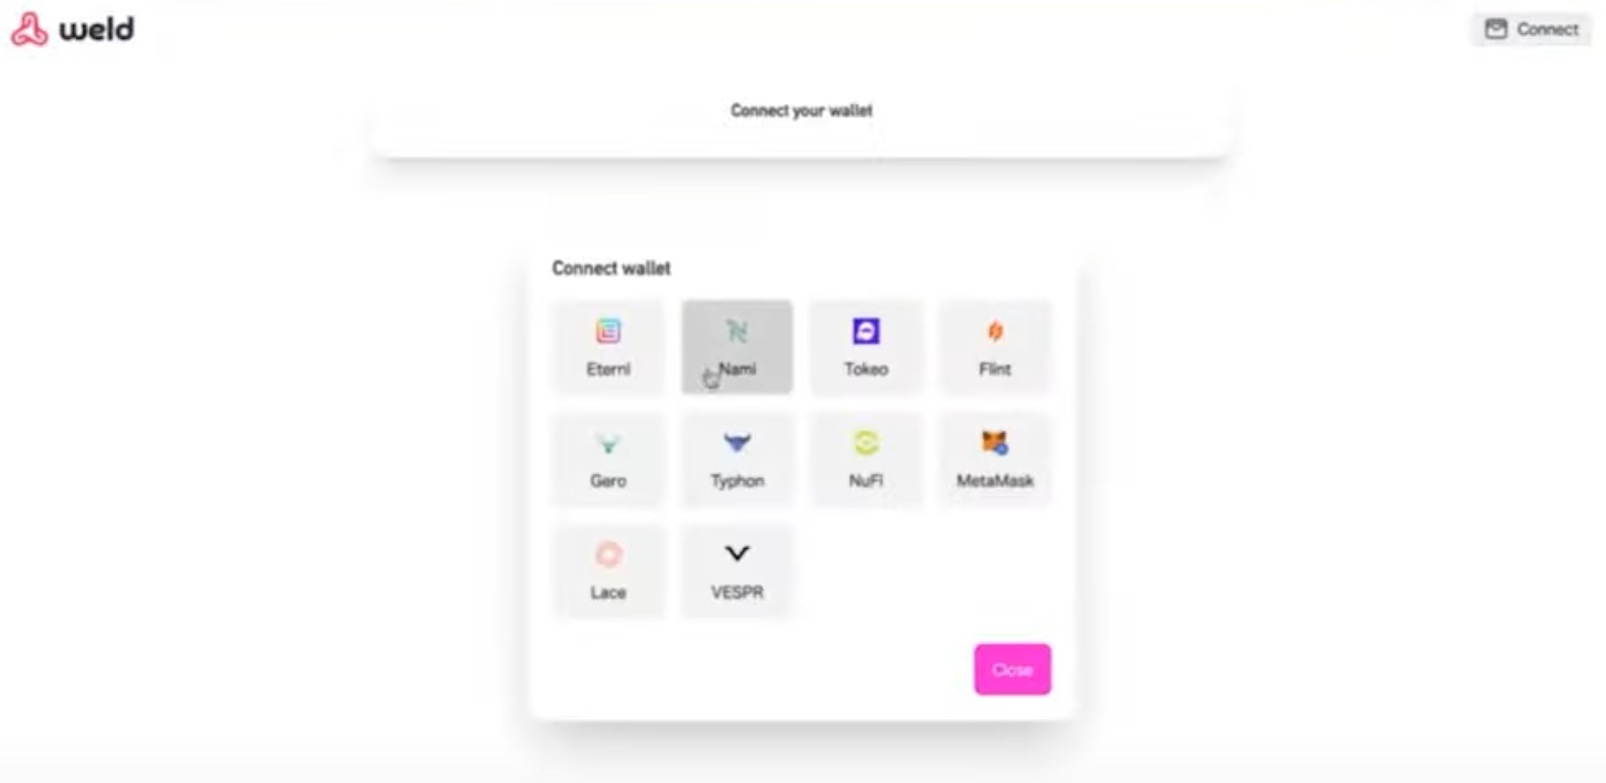 weld
Connect
Connect your wallet
Connect wallet
Eternl
Nami
Tokeo
Flint
Gero
Typhon
NuFi
MetaMask
Lace
VESPR
Close